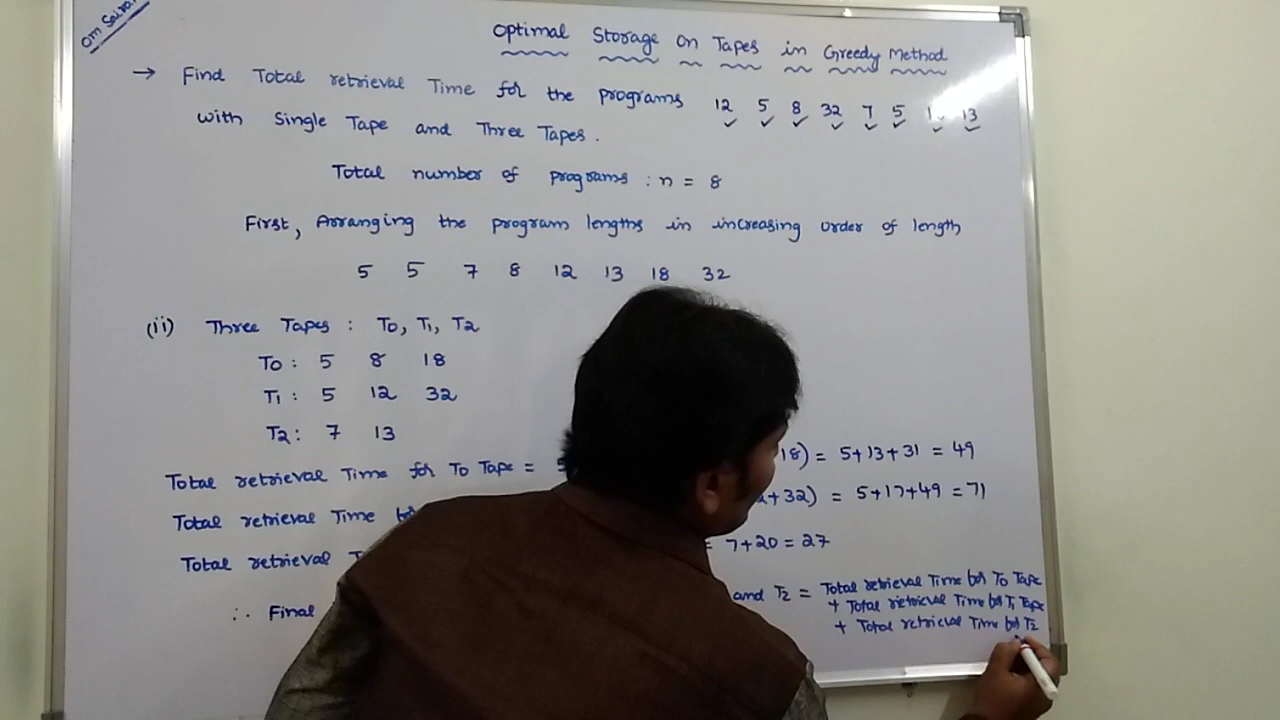 Om Sai
Optimal Storage on Tapes in Greedy Method
→ Find Total retrieval Time for the programs 12 5 8 32 7 5 1 13
with Single Tape and Three Tapes.
Total number of programs : n = 8
First, Arranging the program lengths in increasing order of length
5 5 7 8 12 13 18 32
(ii) Three Tapes : T0, T1, T2
T0 : 5 8 18
T1 : 5 12 32
T2 : 7 13
Total retrieval Time for T0 Tape = 18) = 5+13+31 = 49
Total retrieval Time +32) = 5+17+49 = 71
Total retrieval = 7+20 = 27
∴ Final and T2 = Total retrieval Time for T0 Tape
+ Total retrieval Time for T1 Tape
+ Total retrieval Time for T2